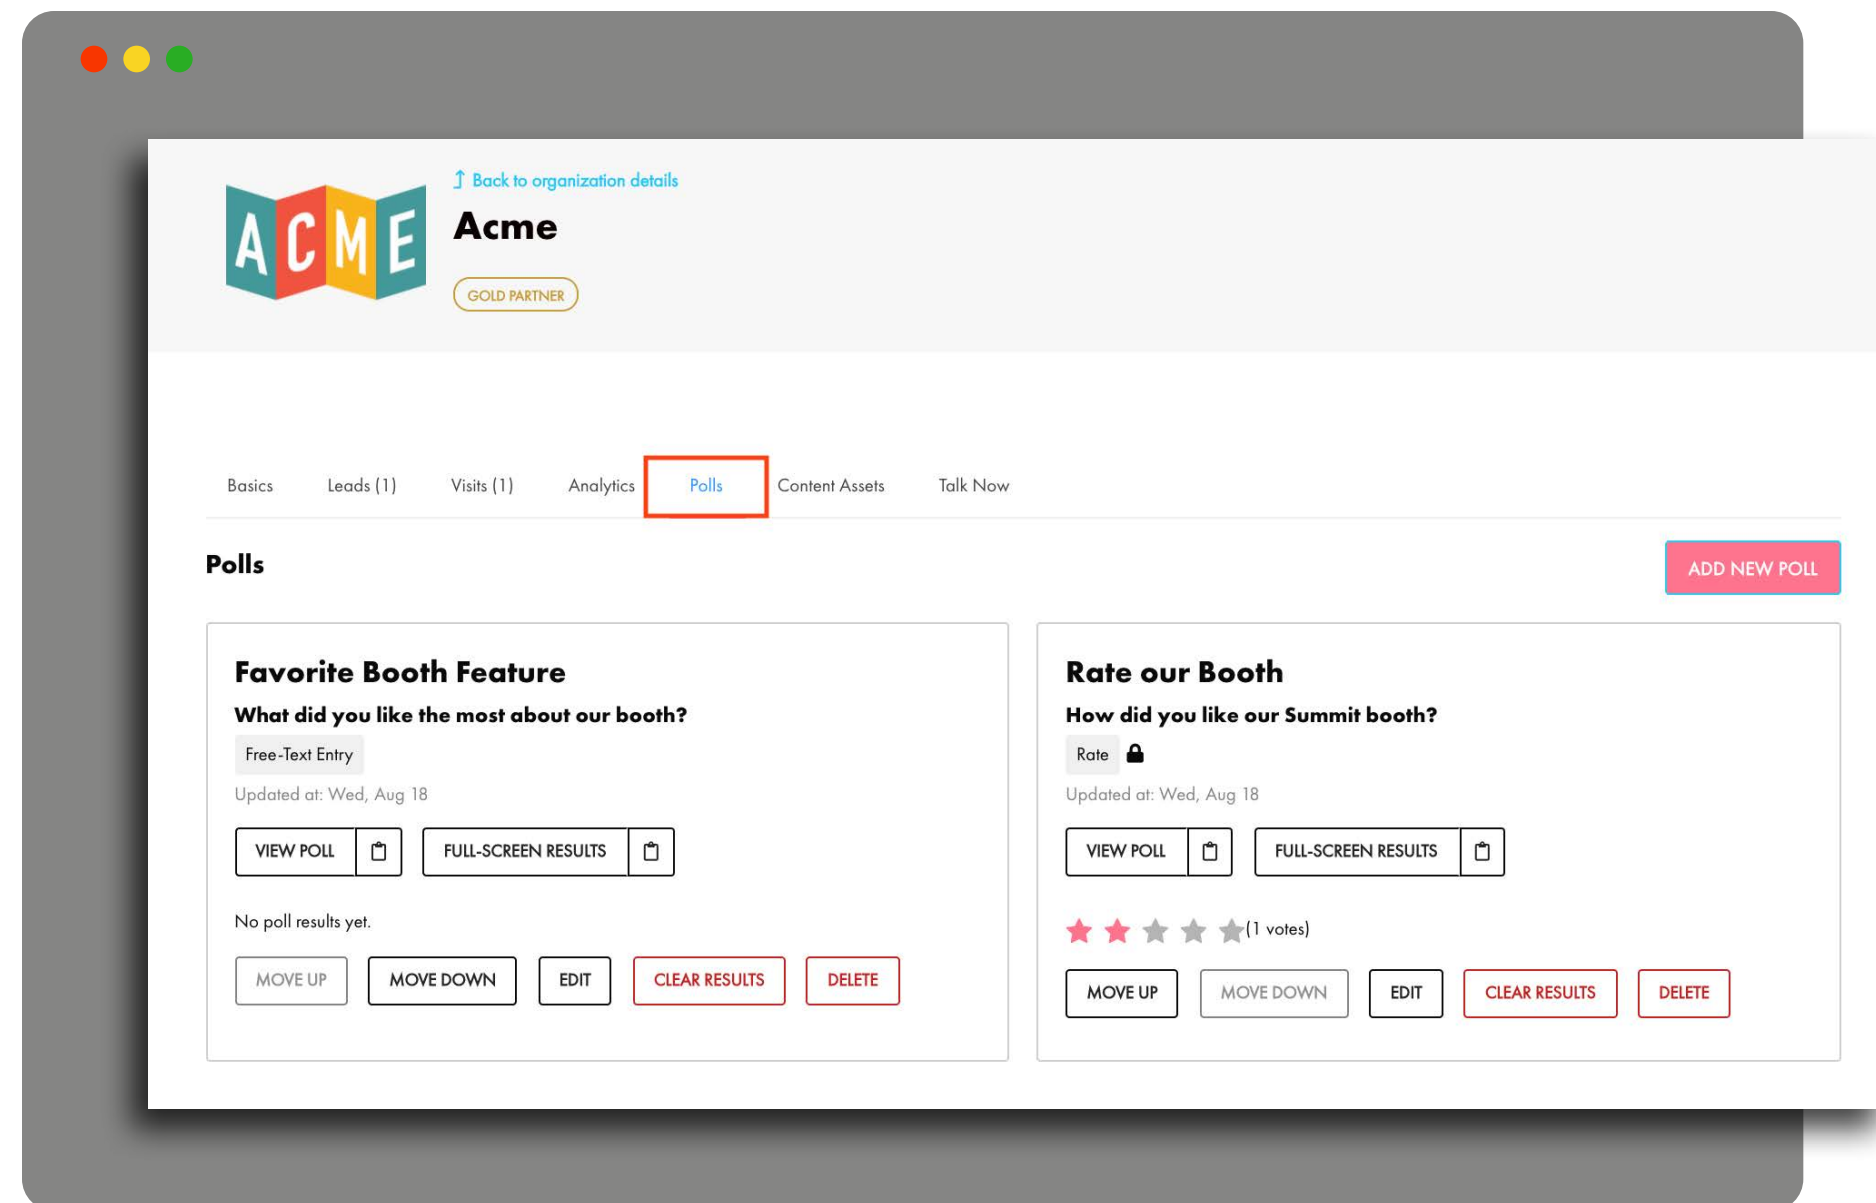 ACME
Back to organization details
Acme
GOLD PARTNER
Basics Leads (1) Visits (1) Analytics Polls Content Assets Talk Now
Polls
ADD NEW POLL
Favorite Booth Feature
What did you like the most about our booth?
Free-Text Entry
Updated at: Wed, Aug 18
VIEW POLL FULL-SCREEN RESULTS
No poll results yet.
MOVE UP MOVE DOWN EDIT CLEAR RESULTS DELETE
Rate our Booth
How did you like our Summit booth?
Rate
Updated at: Wed, Aug 18
VIEW POLL FULL-SCREEN RESULTS
(1 votes)
MOVE UP MOVE DOWN EDIT CLEAR RESULTS DELETE